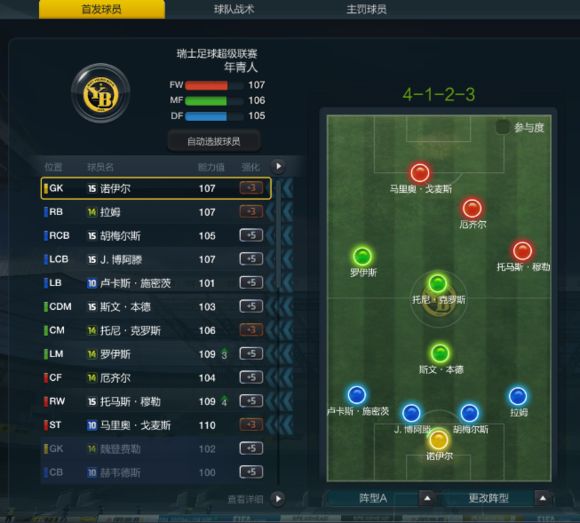 首发球员 球队战术 主罚球员
瑞士足球超级联赛
年青人
FW 107
MF 106
DF 105
自动选拔球员
位置 球员名 能力值 强化
GK 15 诺伊尔 107 +3
RB 14 拉姆 107 +3
RCB 15 胡梅尔斯 105 +5
LCB 15 J. 博阿滕 107 +5
LB 10 卢卡斯·施密茨 101 +5
CDM 15 斯文·本德 103 +5
CM 14 托尼·克罗斯 106 +3
LM 14 罗伊斯 109 3 +5
CF 14 厄齐尔 104 +5
RW 15 托马斯·穆勒 109 4 +5
ST 10 马里奥·戈麦斯 110 +3
GK 14 魏登费勒 102 +5
CB 10 赫韦德斯 100 +5
查看详细
4-1-2-3
参与度
马里奥·戈麦斯
厄齐尔
托马斯·穆勒
罗伊斯
托尼·克罗斯
斯文·本德
卢卡斯·施密茨
J. 博阿滕
胡梅尔斯
拉姆
诺伊尔
阵型A 更改阵型